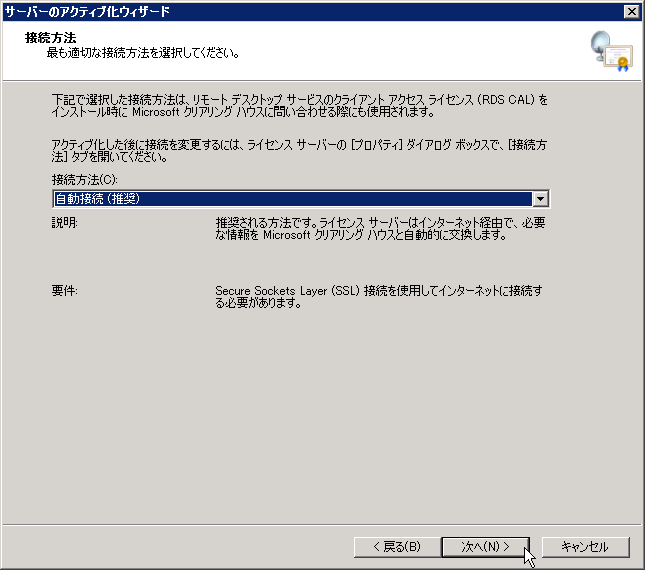 サーバーのアクティブ化ウィザード
接続方法
最も適切な接続方法を選択してください。
下記で選択した接続方法は、リモート デスクトップ サービスのクライアント アクセス ライセンス (RDS CAL) を
インストール時に Microsoft クリアリング ハウスに問い合わせる際にも使用されます。
アクティブ化した後に接続を変更するには、ライセンス サーバーの [プロパティ] ダイアログ ボックスで、[接続方
法] タブを開いてください。
接続方法(C):
自動接続 (推奨)
説明:
推奨される方法です。ライセンス サーバーはインターネット経由で、必要
な情報を Microsoft クリアリング ハウスと自動的に交換します。
要件:
Secure Sockets Layer (SSL) 接続を使用してインターネットに接続す
る必要があります。
< 戻る(B)
次へ(N) >
キャンセル